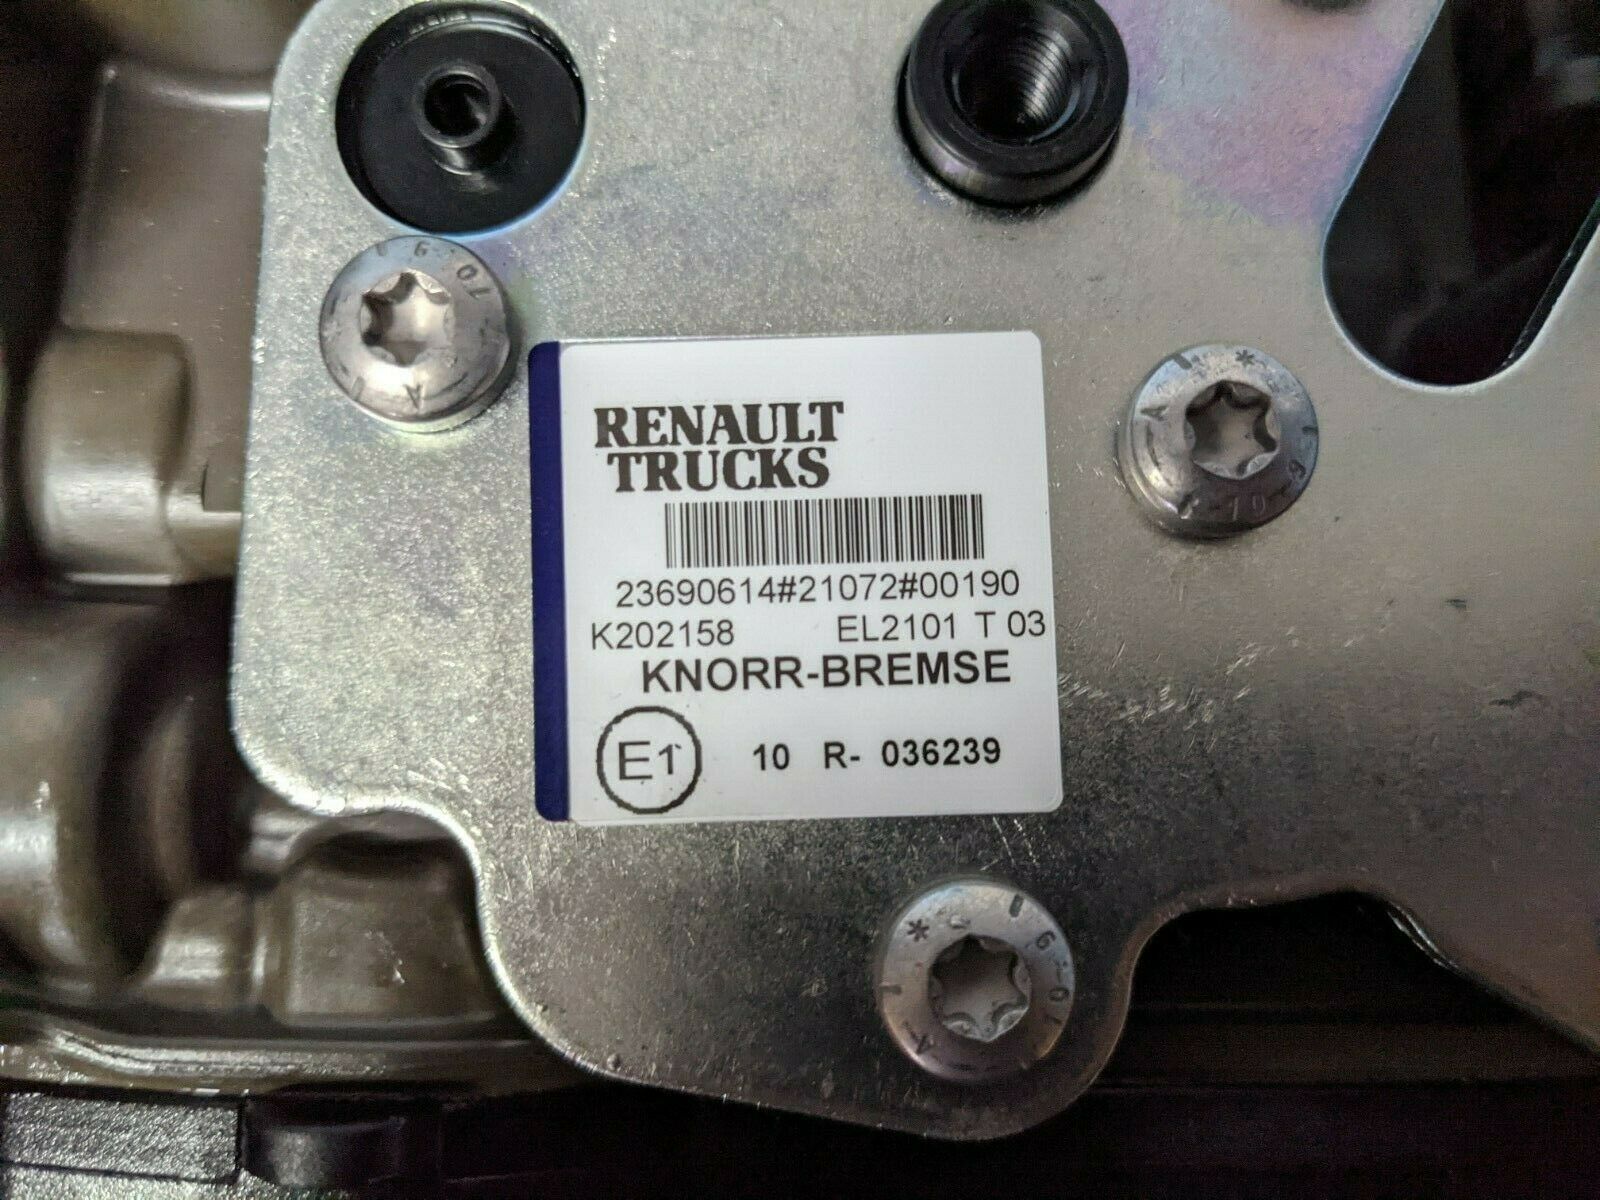 RENAULT
TRUCKS
23690614#21072#00190
K202158 EL2101 T 03
KNORR-BREMSE
E1 10 R- 036239